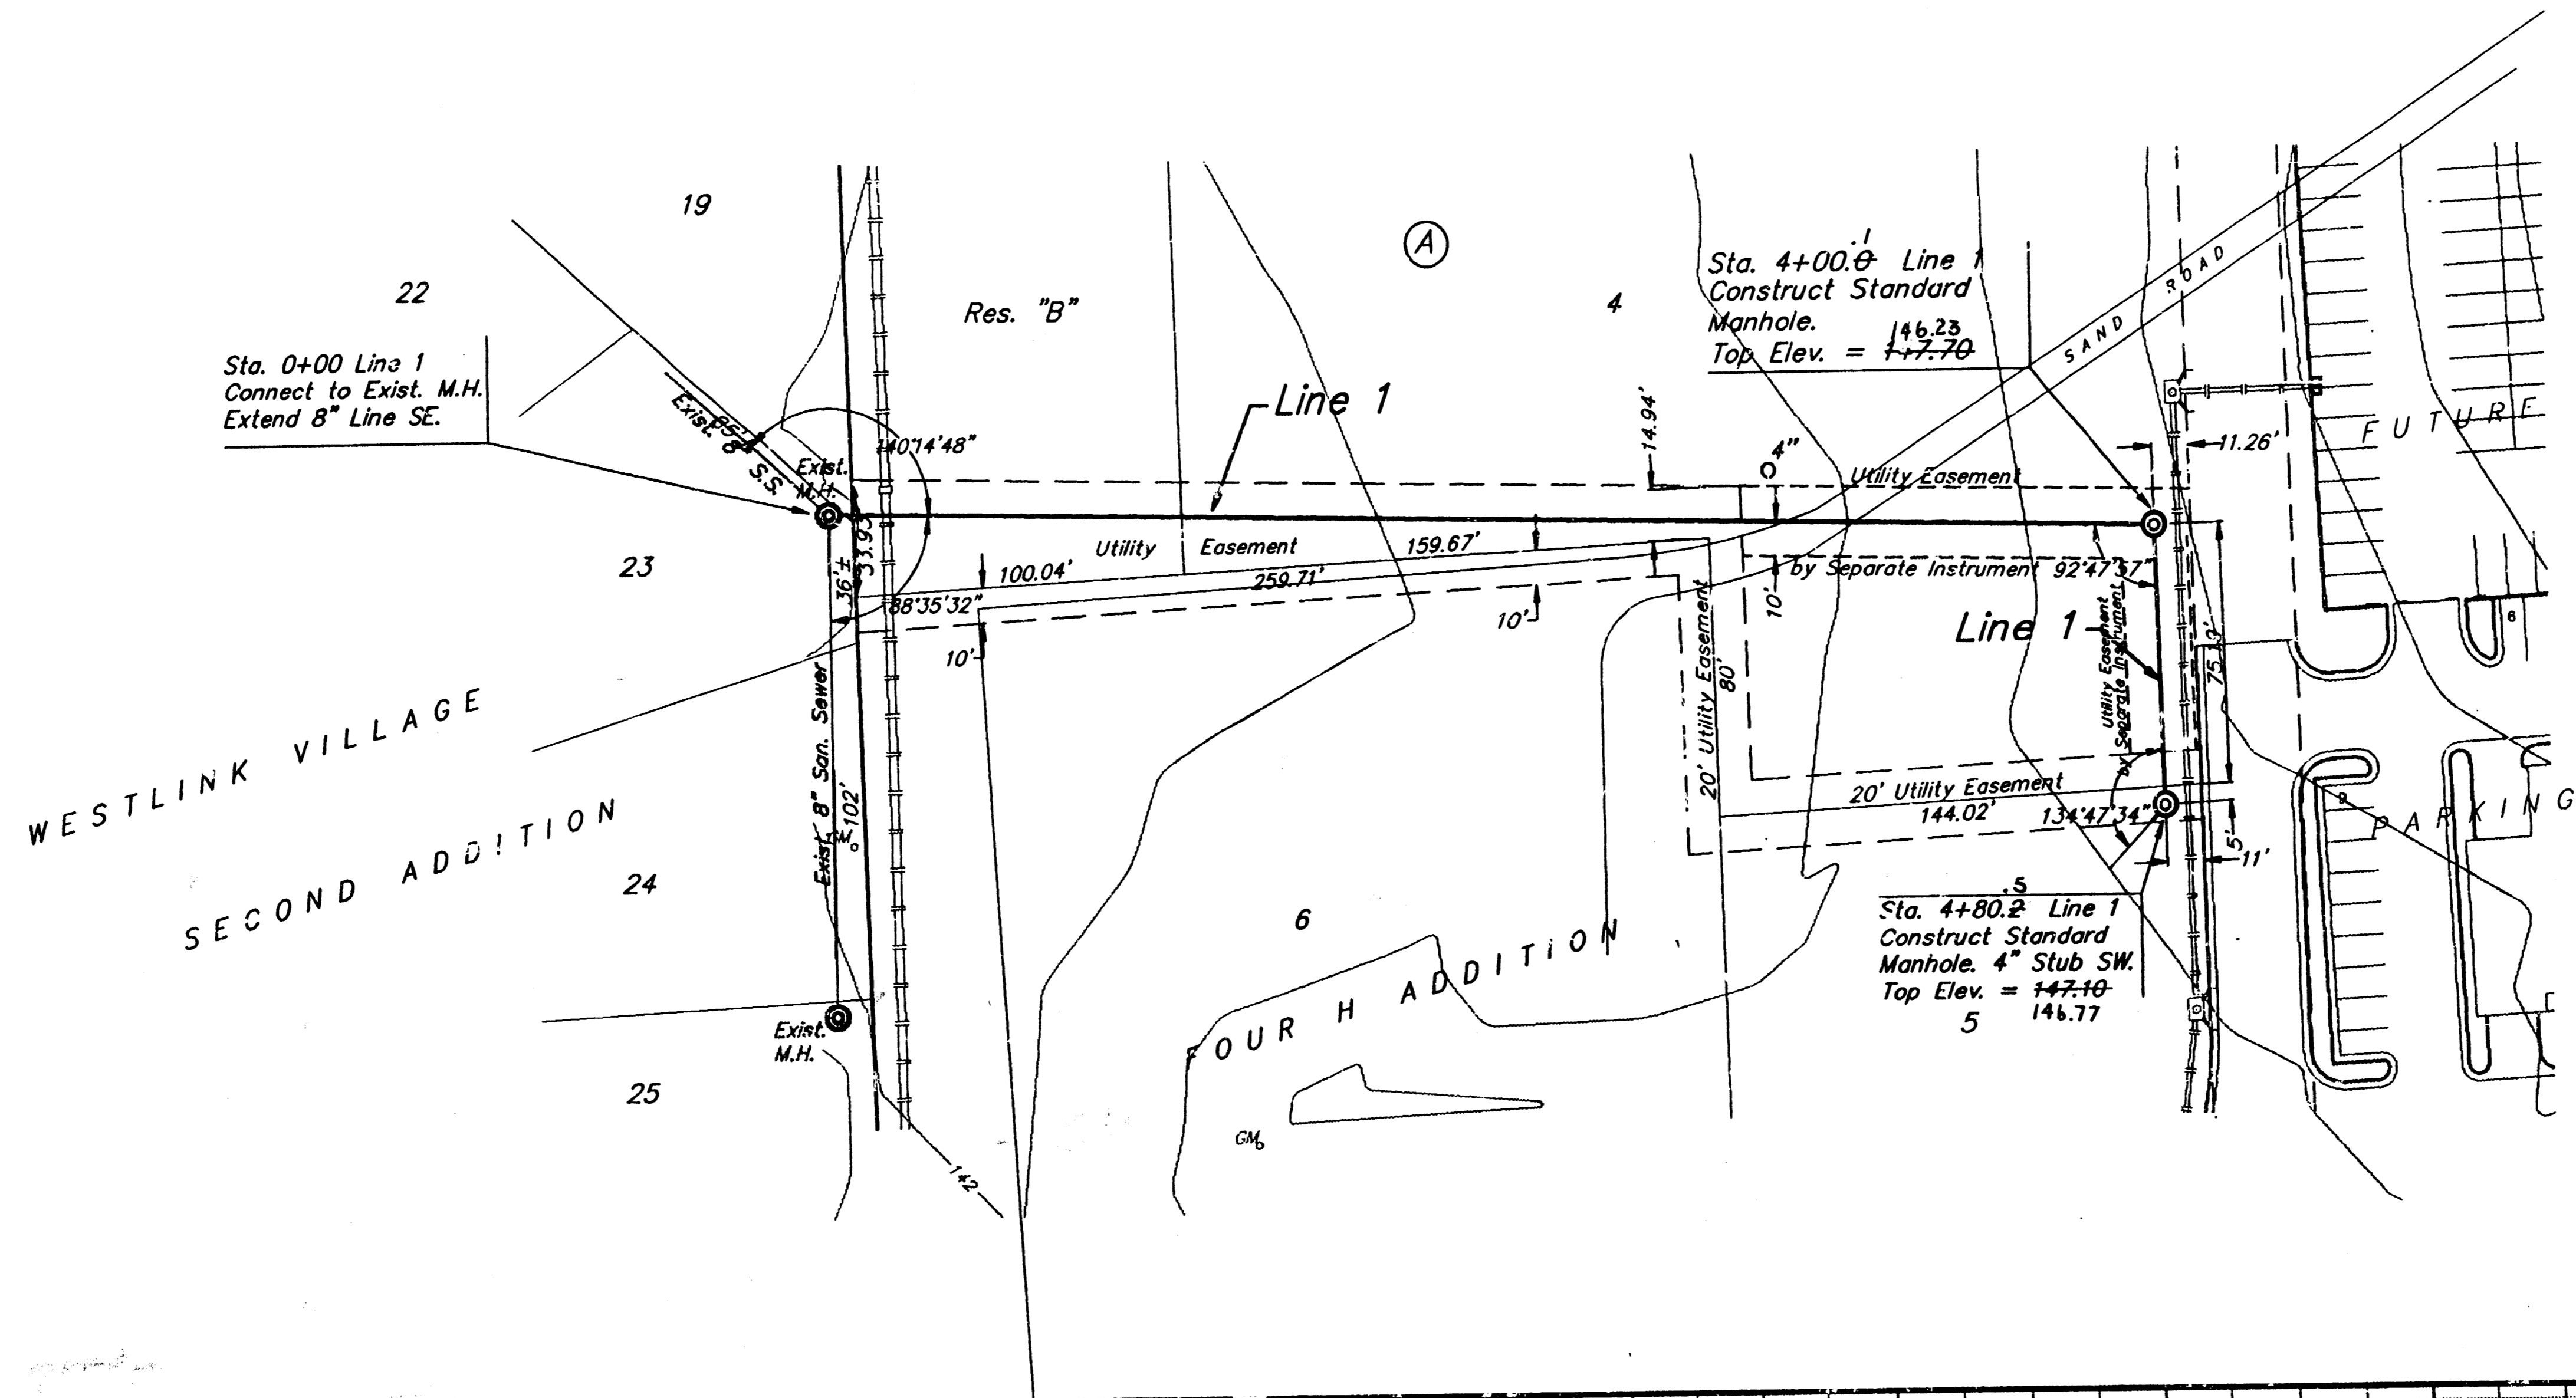 19
22
Res. "B"
A
4
Sta. 4+00.0 Line 1
.1
Construct Standard
Manhole.
146.23
Top Elev. = 147.70
SAND ROAD
Sta. 0+00 Line 1
Connect to Exist. M.H.
Extend 8" Line SE.
85'
Exist. 8" S.S.
140°14'48"
Exist.
M.H.
Line 1
14.94'
4"
Utility Easement
11.26'
FUTURE
23
36'±
33.93'
Utility Easement
159.67'
100.04'
259.71'
88°35'32"
10'
10'
10'
by Separate Instrument
92°47'57"
Line 1
Utility Easement
by Separate Instrument
75.13'
6
20' Utility Easement
80'
20' Utility Easement
144.02'
134°47'34"
5'
11'
9
PARKING
WESTLINK VILLAGE
SECOND ADDITION
Exist. 8" San. Sewer
102'
24
6
FOUR H ADDITION
.5
Sta. 4+80.2 Line 1
Construct Standard
Manhole. 4" Stub SW.
Top Elev. = 147.10
146.77
5
Exist.
M.H.
25
GM
142